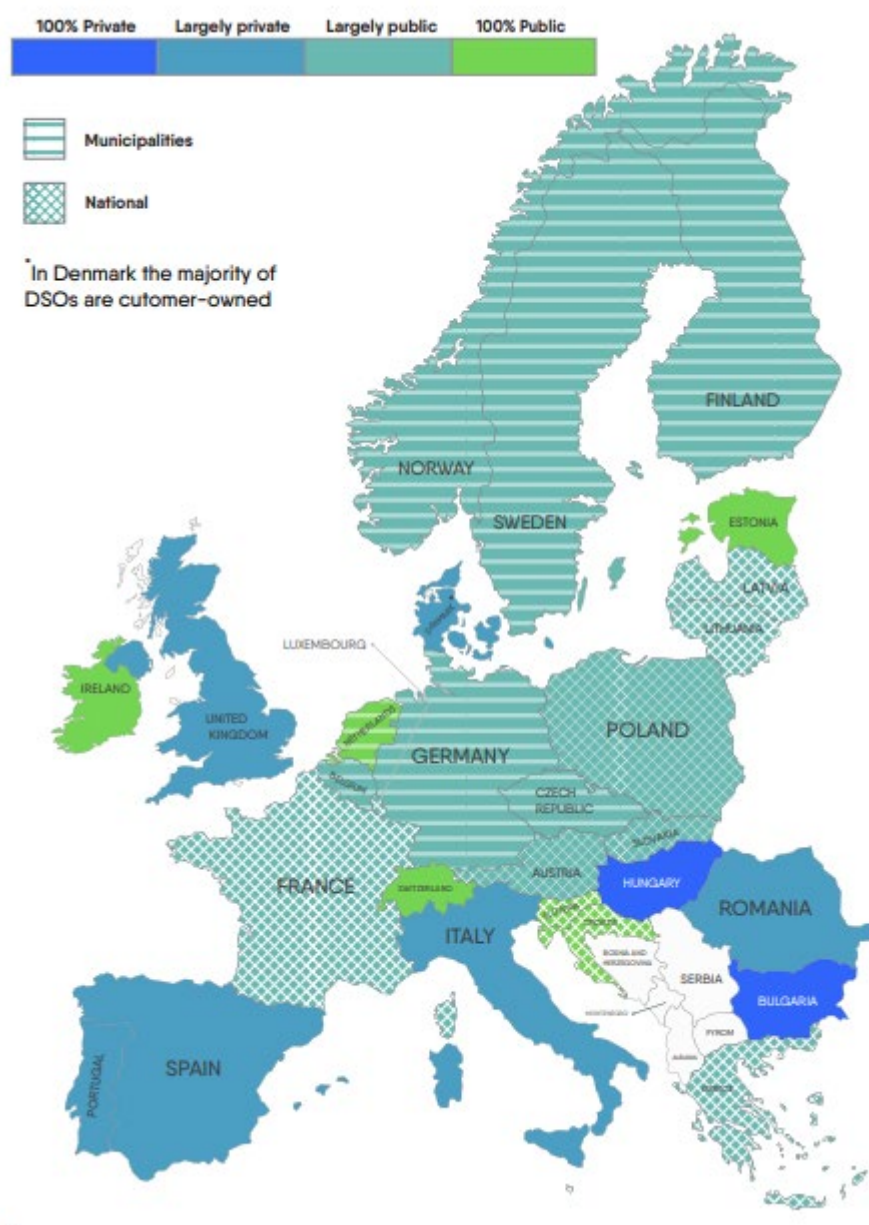 100% Private
Largely private
Largely public
100% Public
Municipalities
National
*In Denmark the majority of
DSOs are cutomer-owned
FINLAND
NORWAY
SWEDEN
ESTONIA
LATVIA
LITHUANIA
DENMARK*
LUXEMBOURG
IRELAND
UNITED
KINGDOM
NETHERLANDS
BELGIUM
GERMANY
POLAND
CZECH
REPUBLIC
SLOVAKIA
AUSTRIA
FRANCE
SWITZERLAND
HUNGARY
ROMANIA
SLOVENIA
CROATIA
ITALY
BOSNIA AND
HERZEGOVINA
SERBIA
BULGARIA
MONTENEGRO
FYROM
ALBANIA
GREECE
SPAIN
PORTUGAL